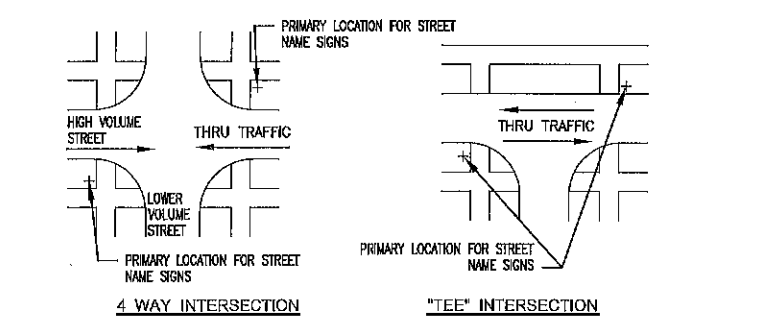 PRIMARY LOCATION FOR STREET
NAME SIGNS
HIGH VOLUME
STREET
THRU TRAFFIC
LOWER
VOLUME
STREET
PRIMARY LOCATION FOR STREET
NAME SIGNS
4 WAY INTERSECTION
THRU TRAFFIC
PRIMARY LOCATION FOR STREET
NAME SIGNS
"TEE" INTERSECTION